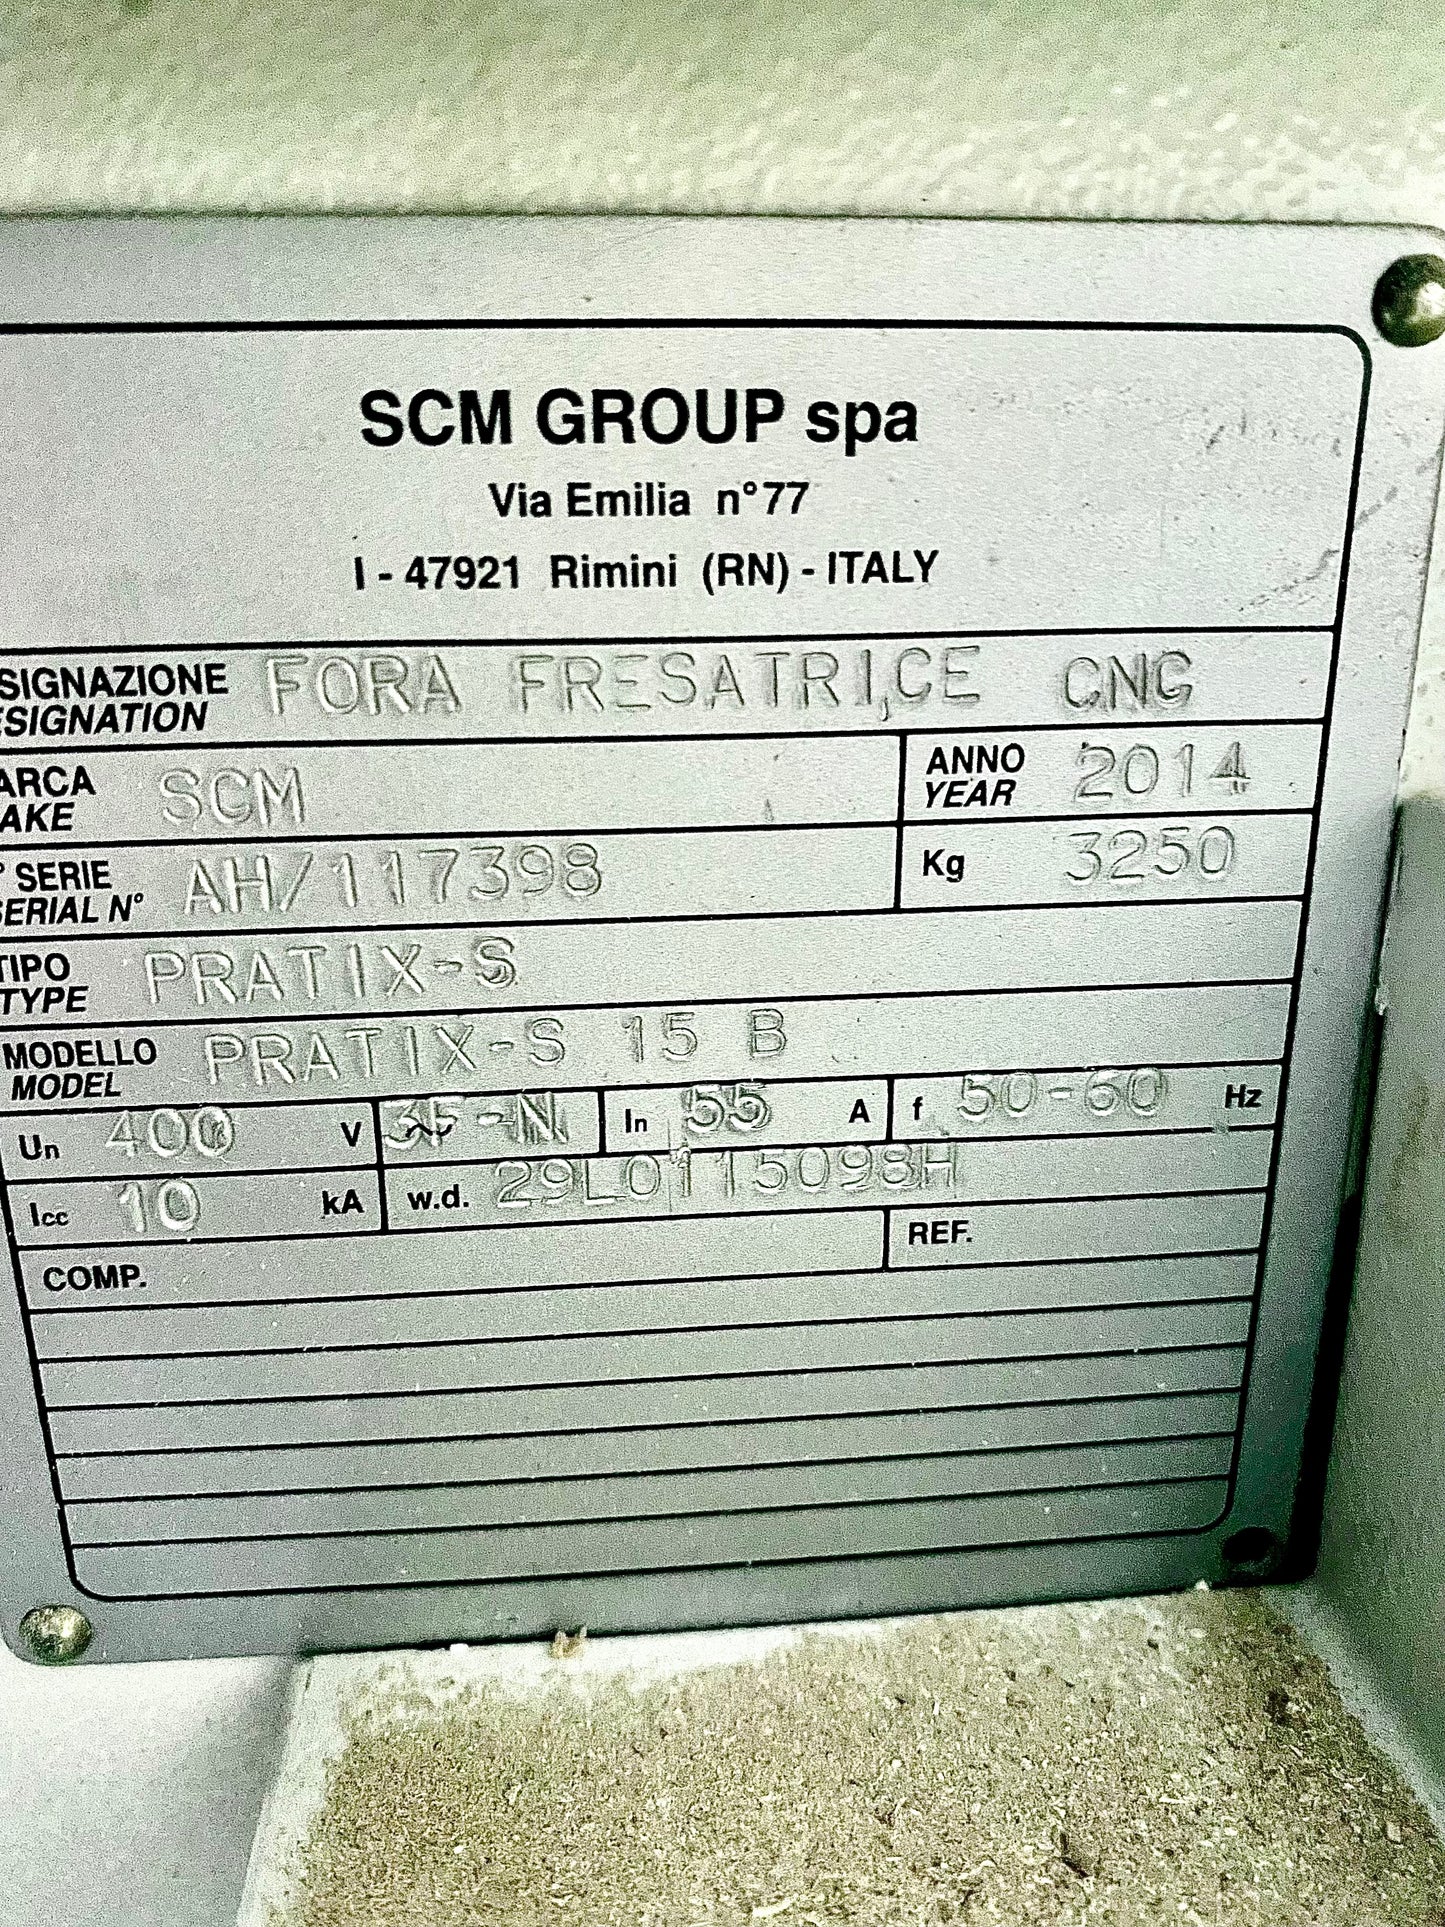 SCM GROUP spa
Via Emilia n°77
I - 47921 Rimini (RN) - ITALY
SIGNAZIONE FORA FRESATRICE CNC
ESIGNATION
ARCA SCM ANNO 2014
AKE YEAR
° SERIE AH/117398 Kg 3250
SERIAL N°
TIPO PRATIX-S
TYPE
MODELLO PRATIX-S 15 B
MODEL
Un 400 V 3F-N In 55 A f 50-60 Hz
Icc 10 kA w.d. 29L0115098H
COMP. REF.